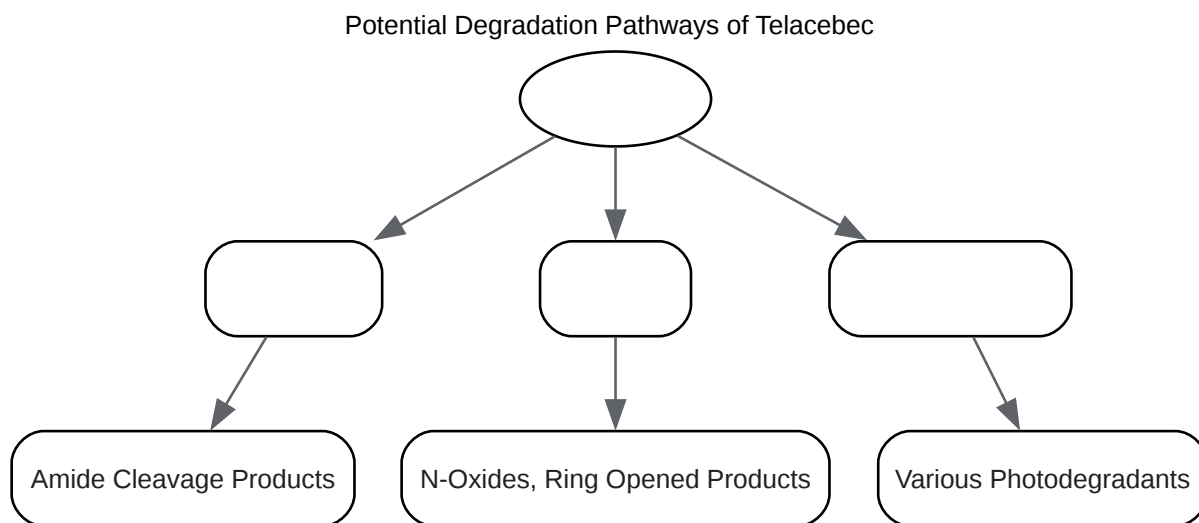 Potential Degradation Pathways of Telacebec
Amide Cleavage Products
N-Oxides, Ring Opened Products
Various Photodegradants